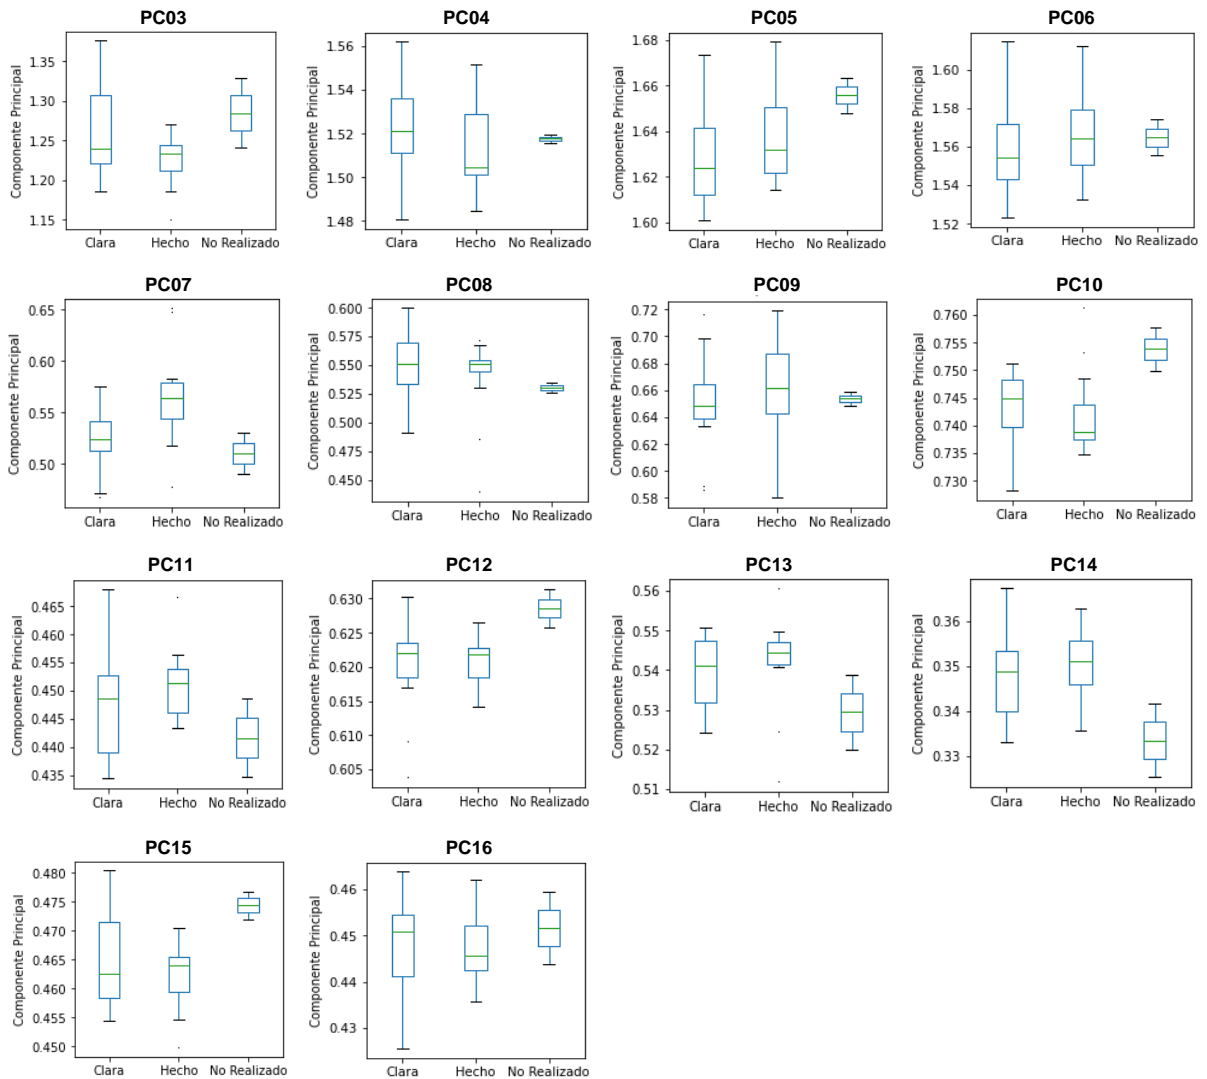 PC03
PC04
PC05
PC06
Componente Principal
1.35
1.30
1.25
1.20
1.15
Clara
Hecho
No Realizado
Componente Principal
1.56
1.54
1.52
1.50
1.48
Clara
Hecho
No Realizado
Componente Principal
1.68
1.66
1.64
1.62
1.60
Clara
Hecho
No Realizado
Componente Principal
1.60
1.58
1.56
1.54
1.52
Clara
Hecho
No Realizado
PC07
PC08
PC09
PC10
Componente Principal
0.65
0.60
0.55
0.50
Clara
Hecho
No Realizado
Componente Principal
0.600
0.575
0.550
0.525
0.500
0.475
0.450
Clara
Hecho
No Realizado
Componente Principal
0.72
0.70
0.68
0.66
0.64
0.62
0.60
0.58
Clara
Hecho
No Realizado
Componente Principal
0.760
0.755
0.750
0.745
0.740
0.735
0.730
Clara
Hecho
No Realizado
PC11
PC12
PC13
PC14
Componente Principal
0.465
0.460
0.455
0.450
0.445
0.440
0.435
Clara
Hecho
No Realizado
Componente Principal
0.630
0.625
0.620
0.615
0.610
0.605
Clara
Hecho
No Realizado
Componente Principal
0.56
0.55
0.54
0.53
0.52
0.51
Clara
Hecho
No Realizado
Componente Principal
0.36
0.35
0.34
0.33
Clara
Hecho
No Realizado
PC15
PC16
Componente Principal
0.480
0.475
0.470
0.465
0.460
0.455
0.450
Clara
Hecho
No Realizado
Componente Principal
0.46
0.45
0.44
0.43
Clara
Hecho
No Realizado